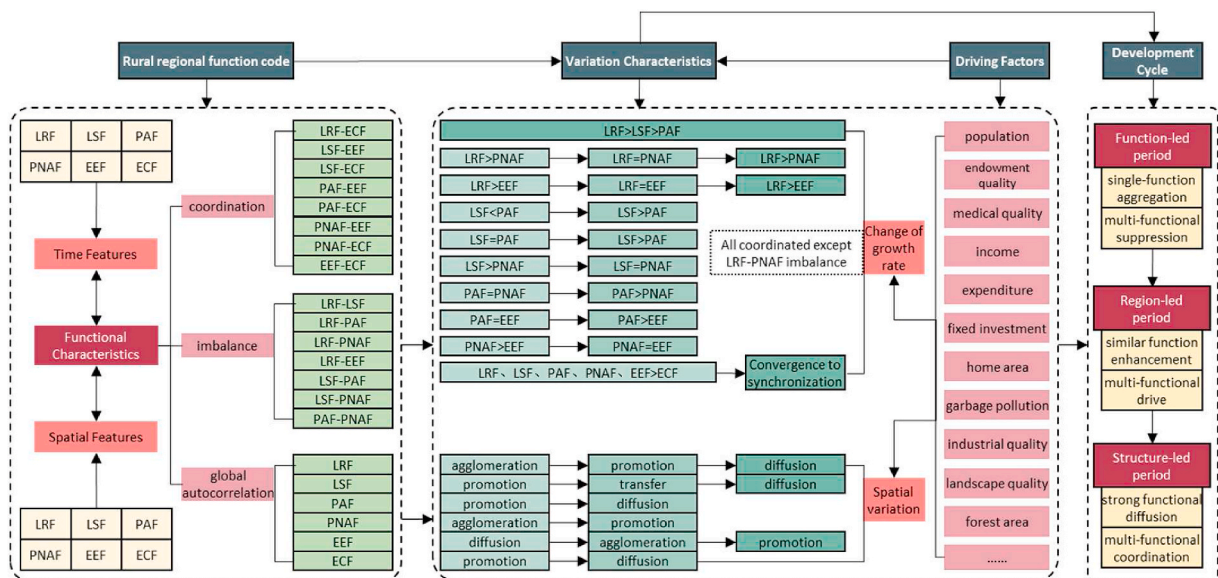 Rural regional function code
Variation Characteristics
Driving Factors
Development
Cycle
LRF
LSF
PAF
PNAF
EEF
ECF
Time Features
Functional
Characteristics
Spatial Features
LRF
LSF
PAF
PNAF
EEF
ECF
coordination
imbalance
global
autocorrelation
LRF-ECF
LSF-EEF
LSF-ECF
PAF-EEF
PAF-ECF
PNAF-EEF
PNAF-ECF
EEF-ECF
LRF-LSF
LRF-PAF
LRF-PNAF
LRF-EEF
LSF-PAF
LSF-PNAF
PAF-PNAF
LRF
LSF
PAF
PNAF
EEF
ECF
LRF>LSF>PAF
LRF>PNAF
LRF=PNAF
LRF>PNAF
LRF>EEF
LRF=EEF
LRF>EEF
LSF<PAF
LSF>PAF
LSF=PAF
LSF>PAF
LSF>PNAF
LSF=PNAF
PAF=PNAF
PAF>PNAF
PAF=EEF
PAF>EEF
PNAF>EEF
PNAF=EEF
LRF、LSF、PAF、PNAF、EEF>ECF
Convergence to
synchronization
All coordinated except
LRF-PNAF imbalance
Change of
growth
rate
agglomeration
promotion
diffusion
promotion
transfer
diffusion
promotion
diffusion
agglomeration
promotion
diffusion
agglomeration
promotion
promotion
diffusion
Spatial
variation
population
endowment
quality
medical quality
income
expenditure
fixed investment
home area
garbage pollution
industrial quality
landscape quality
forest area
......
Function-led
period
single-function
aggregation
multi-functional
suppression
Region-led
period
similar function
enhancement
multi-functional
drive
Structure-led
period
strong functional
diffusion
multi-functional
coordination